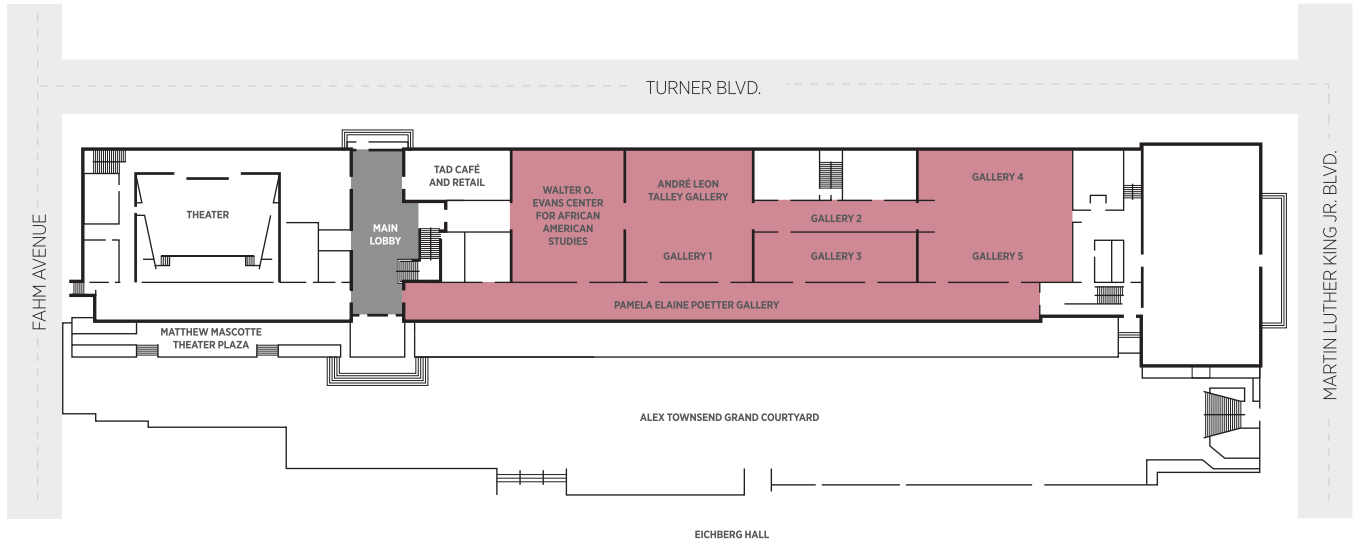 TURNER BLVD.
FAHM AVENUE
MARTIN LUTHER KING JR. BLVD.
THEATER
MAIN
LOBBY
TAD CAFÉ
AND RETAIL
WALTER O.
EVANS CENTER
FOR AFRICAN
AMERICAN
STUDIES
ANDRÉ LEON
TALLEY GALLERY
GALLERY 1
GALLERY 2
GALLERY 3
GALLERY 4
GALLERY 5
PAMELA ELAINE POETTER GALLERY
MATTHEW MASCOTTE
THEATER PLAZA
ALEX TOWNSEND GRAND COURTYARD
EICHBERG HALL